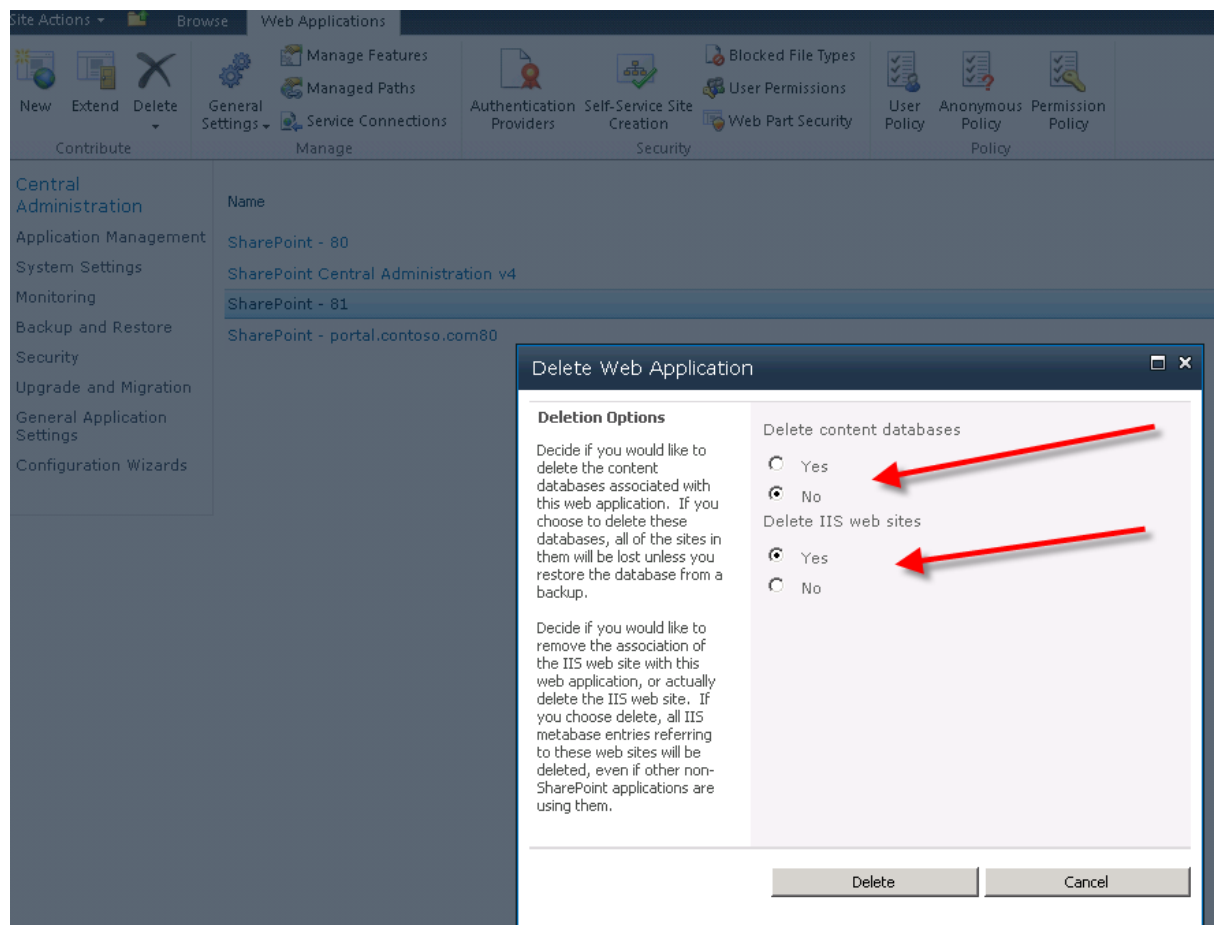 Site Actions Browse Web Applications
New Extend Delete
Contribute
General Settings
Manage Features
Managed Paths
Service Connections
Manage
Authentication Providers
Self-Service Site Creation
Blocked File Types
User Permissions
Web Part Security
Security
User Policy
Anonymous Policy
Permission Policy
Policy
Central
Administration
Application Management
System Settings
Monitoring
Backup and Restore
Security
Upgrade and Migration
General Application
Settings
Configuration Wizards
Name
SharePoint - 80
SharePoint Central Administration v4
SharePoint - 81
SharePoint - portal.contoso.com80
Delete Web Application
Deletion Options
Decide if you would like to
delete the content
databases associated with
this web application. If you
choose to delete these
databases, all of the sites in
them will be lost unless you
restore the database from a
backup.
Decide if you would like to
remove the association of
the IIS web site with this
web application, or actually
delete the IIS web site. If
you choose delete, all IIS
metabase entries referring
to these web sites will be
deleted, even if other non-
SharePoint applications are
using them.
Delete content databases
Yes
No
Delete IIS web sites
Yes
No
Delete Cancel